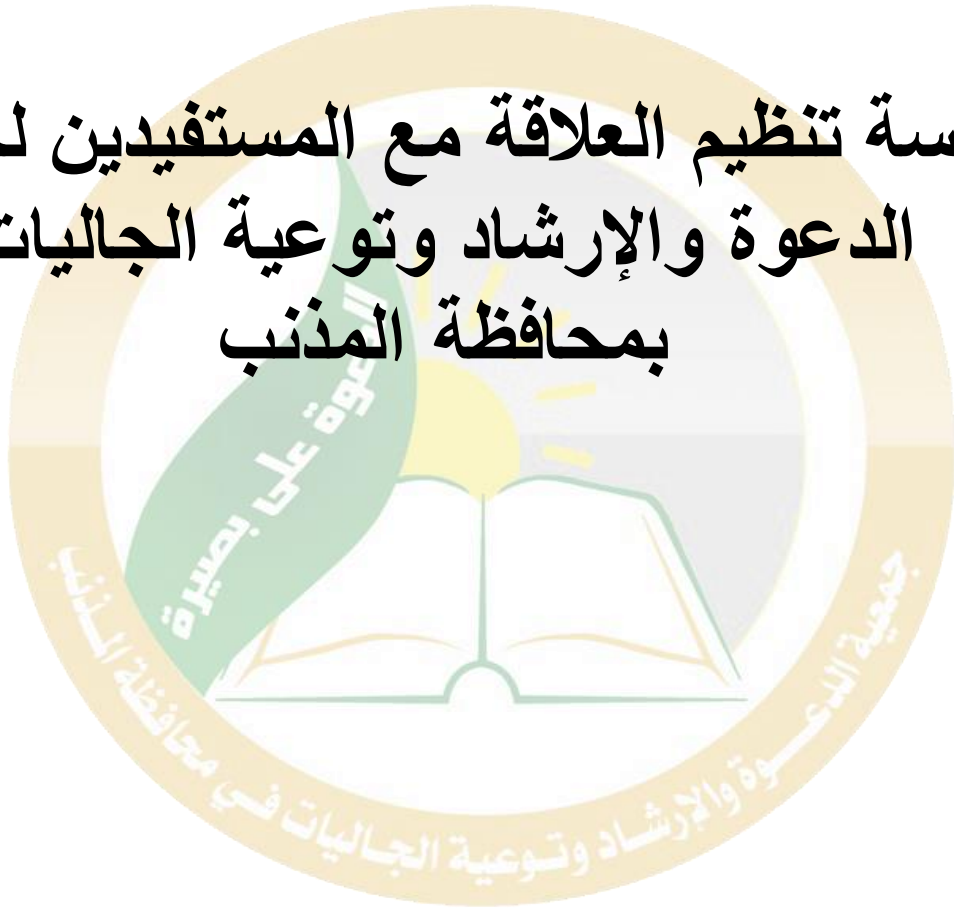 سة تنظيم العلاقة مع المستفيدين ل
الدعوة والإرشاد وتوعية الجاليات
بمحافظة المذنب
الدعوة على بصيرة
جمعية الدعوة والإرشاد وتوعية الجاليات في محافظة المذنب